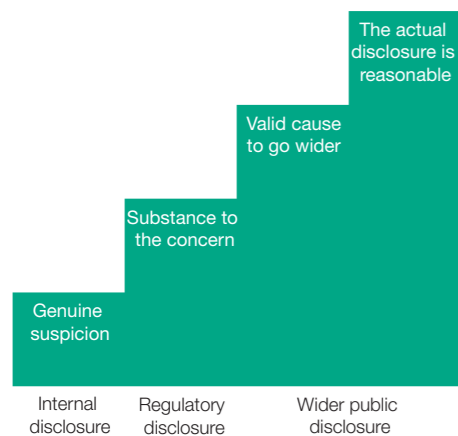 The actual
disclosure is
reasonable
Valid cause
to go wider
Substance to
the concern
Genuine
suspicion
Internal
disclosure
Regulatory
disclosure
Wider public
disclosure